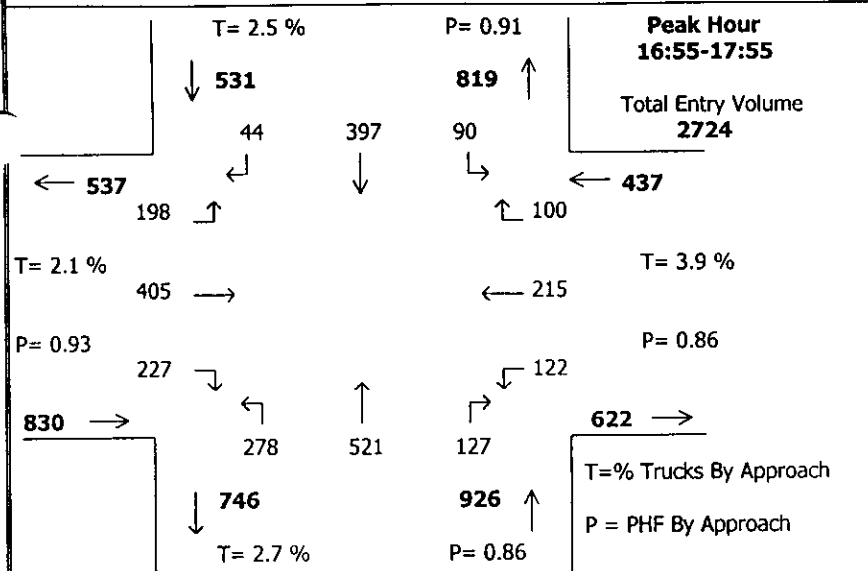 T= 2.5 % P= 0.91 Peak Hour
16:55-17:55
531 819
Total Entry Volume
44 397 90 2724
537 437
198 100
T= 2.1 % T= 3.9 %
405 215
P= 0.93 P= 0.86
227 122
830 622
278 521 127
T=% Trucks By Approach
746 926
P = PHF By Approach
T= 2.7 % P= 0.86